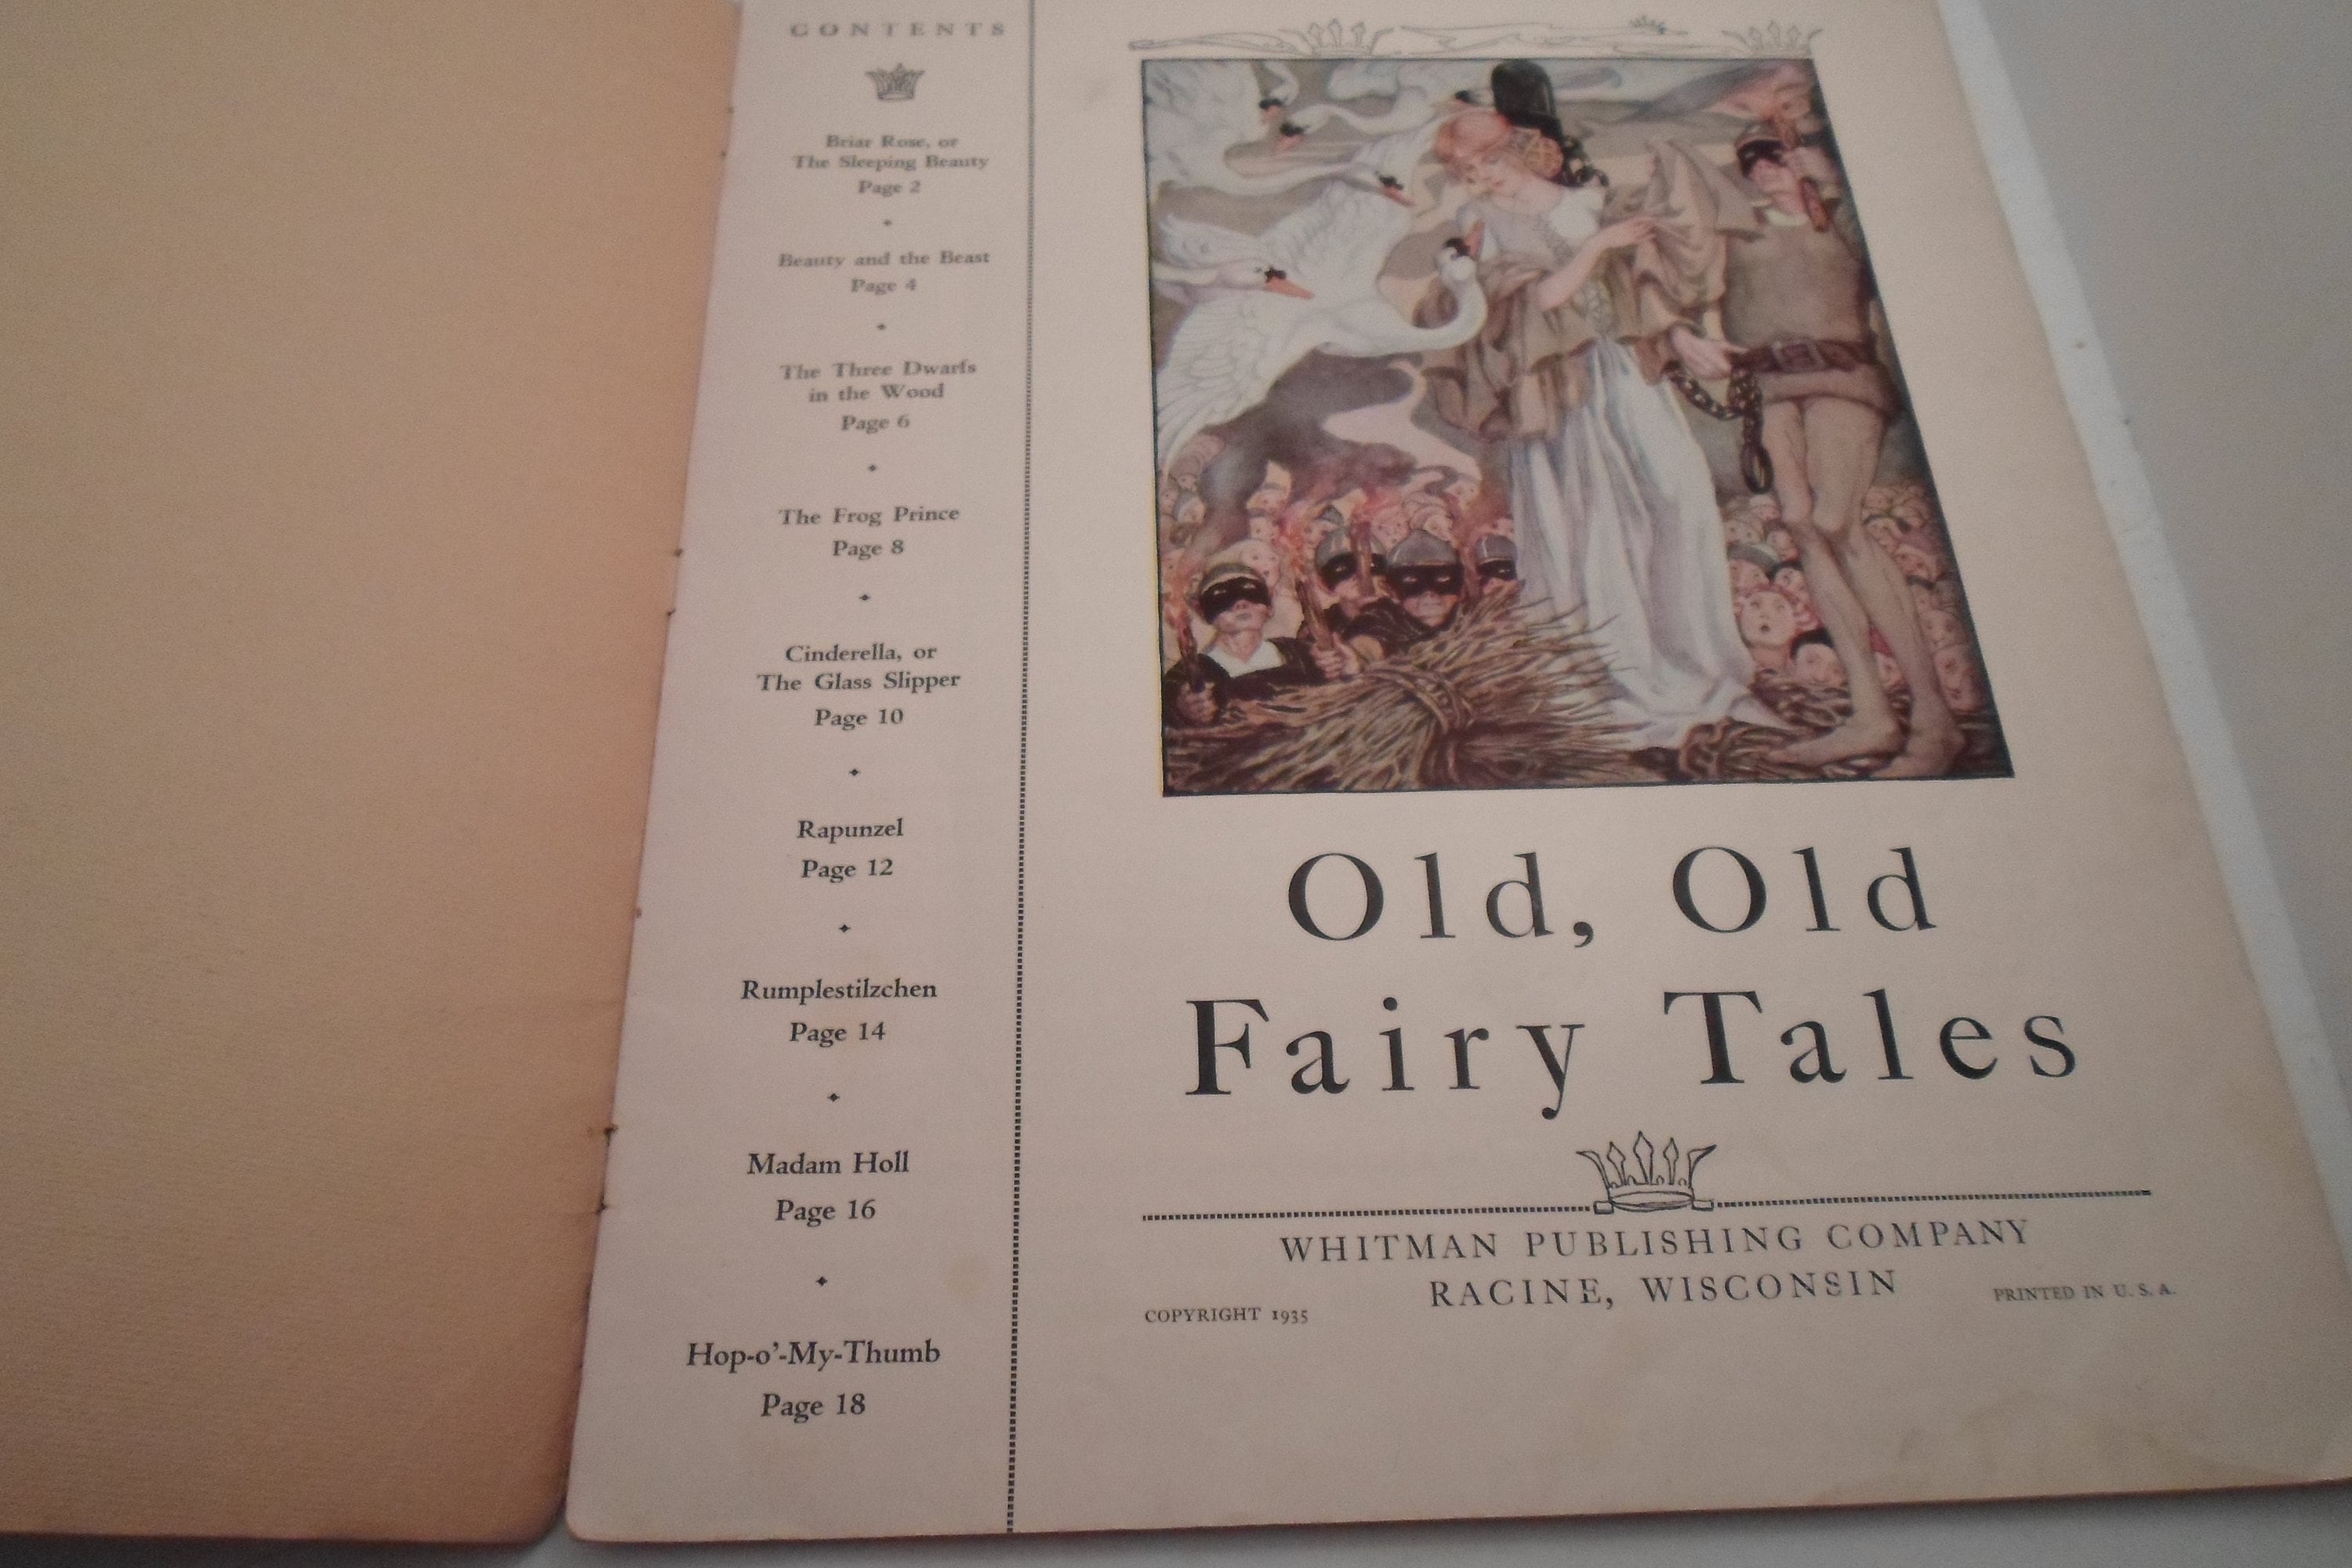 CONTENTS
Briar Rose, or
The Sleeping Beauty
Page 2
Beauty and the Beast
Page 4
The Three Dwarfs
in the Wood
Page 6
The Frog Prince
Page 8
Cinderella, or
The Glass Slipper
Page 10
Rapunzel
Page 12
Rumplestilzchen
Page 14
Madam Holl
Page 16
Hop-o'-My-Thumb
Page 18
Old, Old
Fairy Tales
WHITMAN PUBLISHING COMPANY
RACINE, WISCONSIN
COPYRIGHT 1935
PRINTED IN U. S. A.